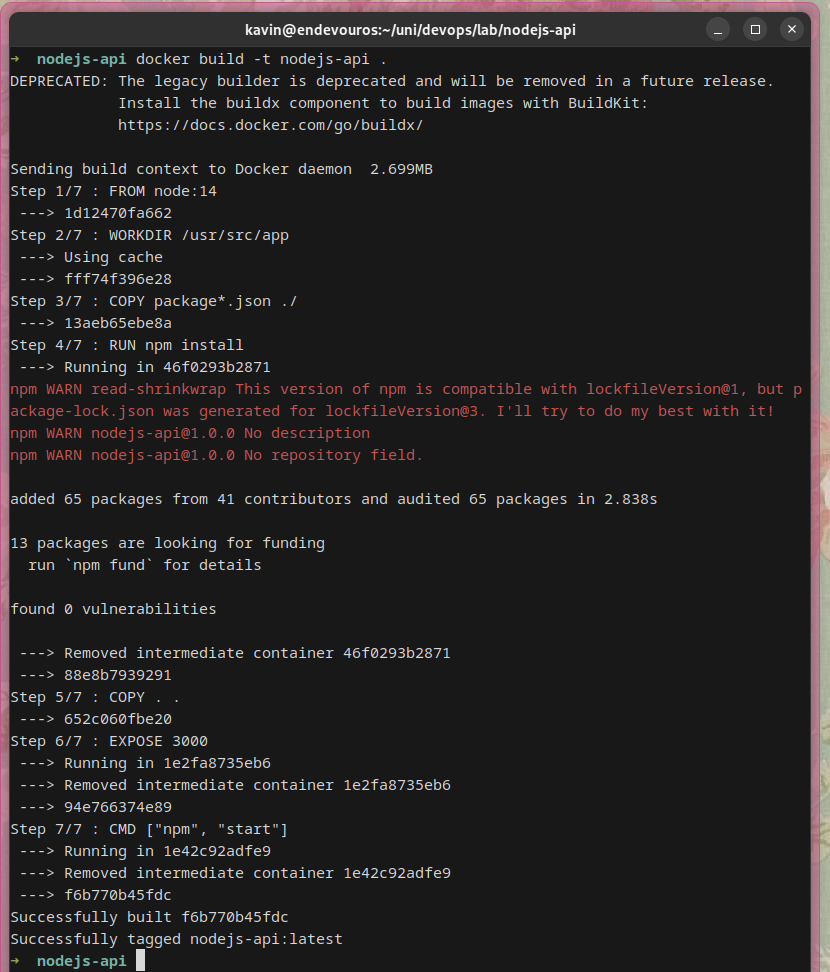 kavin@endevouros:~/uni/devops/lab/nodejs-api
→ nodejs-api docker build -t nodejs-api .
DEPRECATED: The legacy builder is deprecated and will be removed in a future release.
            Install the buildx component to build images with BuildKit:
            https://docs.docker.com/go/buildx/
Sending build context to Docker daemon  2.699MB
Step 1/7 : FROM node:14
 ---> 1d12470fa662
Step 2/7 : WORKDIR /usr/src/app
 ---> Using cache
 ---> fff74f396e28
Step 3/7 : COPY package*.json ./
 ---> 13aeb65ebe8a
Step 4/7 : RUN npm install
 ---> Running in 46f0293b2871
npm WARN read-shrinkwrap This version of npm is compatible with lockfileVersion@1, but p
ackage-lock.json was generated for lockfileVersion@3. I'll try to do my best with it!
npm WARN nodejs-api@1.0.0 No description
npm WARN nodejs-api@1.0.0 No repository field.
added 65 packages from 41 contributors and audited 65 packages in 2.838s
13 packages are looking for funding
  run `npm fund` for details
found 0 vulnerabilities
 ---> Removed intermediate container 46f0293b2871
 ---> 88e8b7939291
Step 5/7 : COPY . .
 ---> 652c060fbe20
Step 6/7 : EXPOSE 3000
 ---> Running in 1e2fa8735eb6
 ---> Removed intermediate container 1e2fa8735eb6
 ---> 94e766374e89
Step 7/7 : CMD ["npm", "start"]
 ---> Running in 1e42c92adfe9
 ---> Removed intermediate container 1e42c92adfe9
 ---> f6b770b45fdc
Successfully built f6b770b45fdc
Successfully tagged nodejs-api:latest
→ nodejs-api